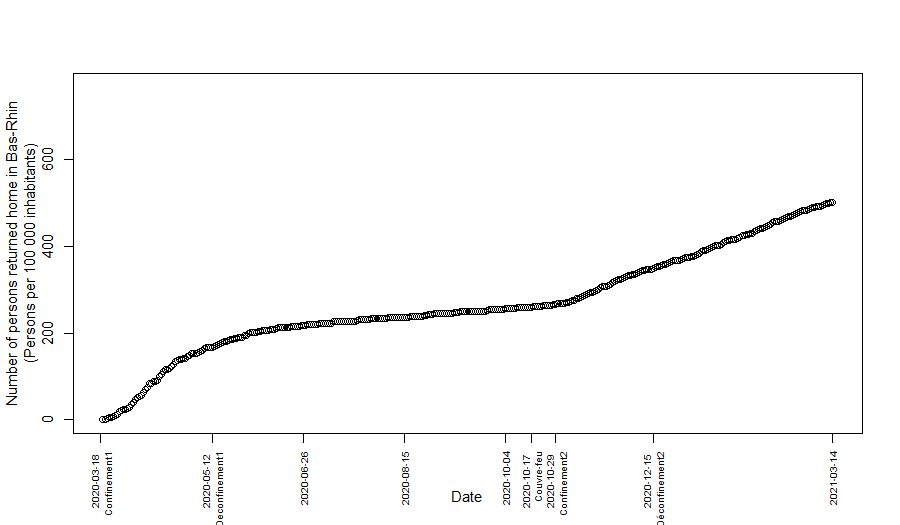 Number of persons returned home in Bas-Rhin
(Persons per 100 000 inhabitants)
600
400
200
0
2020-03-18
Confinement1
2020-05-12
Deconfinement1
2020-06-26
2020-08-15
2020-10-04
2020-10-17
Couvre-feu
2020-10-29
Confinement2
2020-12-15
Déconfinement2
2021-03-14
Date